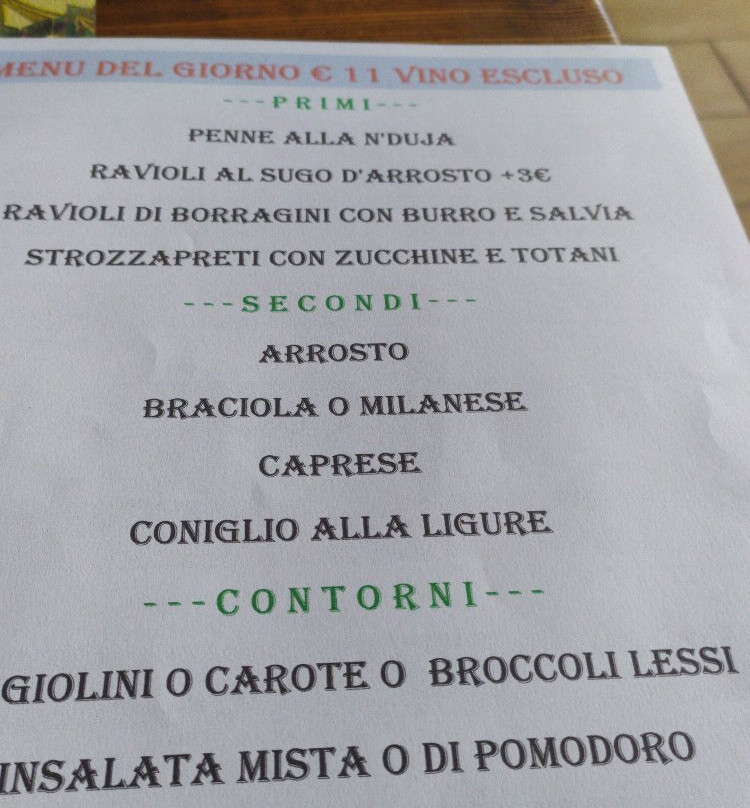 MENU DEL GIORNO € 11 VINO ESCLUSO
---PRIMI---
PENNE ALLA N'DUJA
RAVIOLI AL SUGO D'ARROSTO +3€
RAVIOLI DI BORRAGINI CON BURRO E SALVIA
STROZZAPRETI CON ZUCCHINE E TOTANI
---SECONDI---
ARROSTO
BRACIOLA O MILANESE
CAPRESE
CONIGLIO ALLA LIGURE
---CONTORNI---
GIOLINI O CAROTE O BROCCOLI LESSI
INSALATA MISTA O DI POMODORO